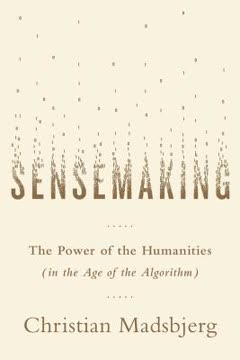 SENSEMAKING
The Power of the Humanities
(in the Age of the Algorithm)
Christian Madsbjerg